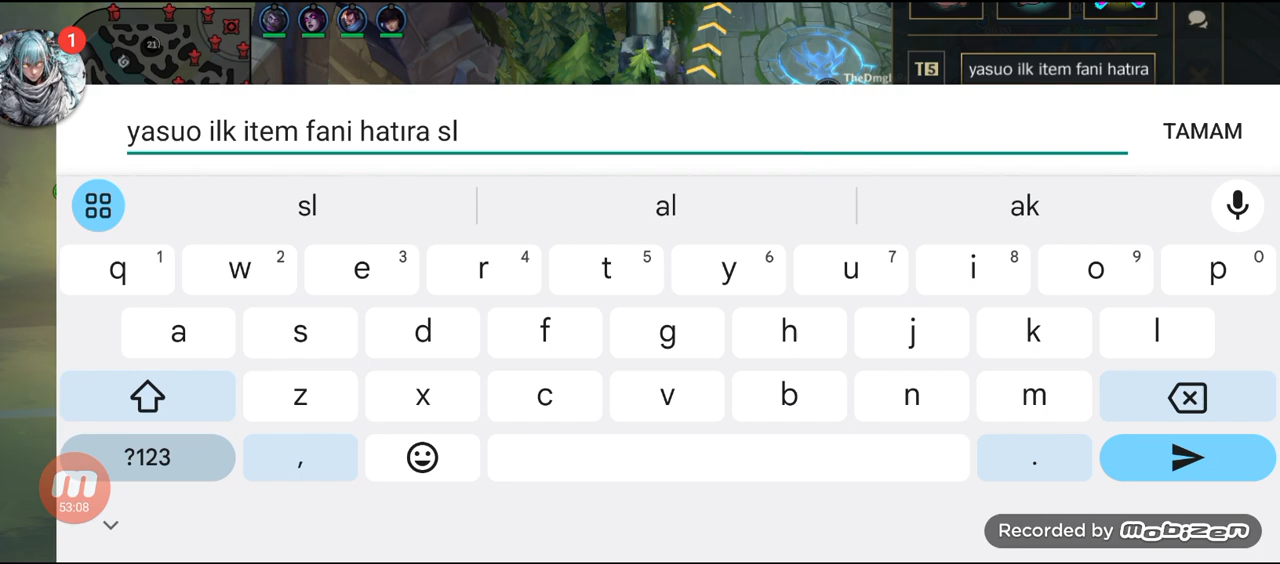 1
21
TheDmgl
T5
yasuo ilk item fani hatıra
yasuo ilk item fani hatıra sl
TAMAM
sl
al
ak
q 1
w 2
e 3
r 4
t 5
y 6
u 7
i 8
o 9
p 0
a
s
d
f
g
h
j
k
l
z
x
c
v
b
n
m
?123
,
.
53:08
Recorded by mobizen